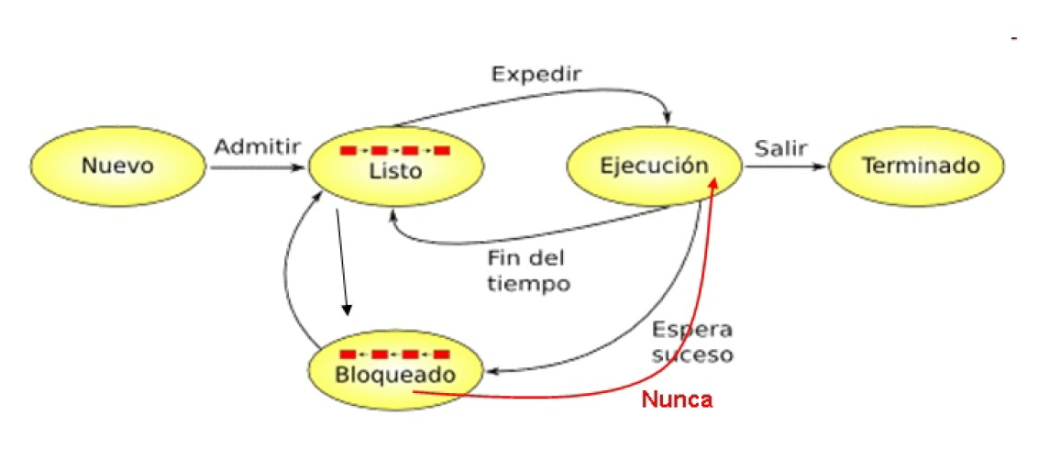 Expedir
Admitir
Salir
Nuevo
Listo
Ejecución
Terminado
Fin del
tiempo
Espera
suceso
Bloqueado
Nunca